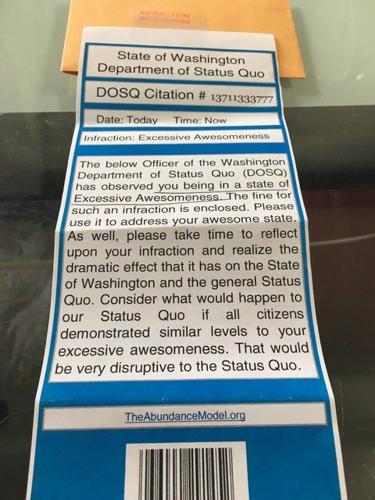 INFRACTION
State of Washington
Department of Status Quo
DOSQ Citation # 13711333777
Date: Today Time: Now
Infraction: Excessive Awesomeness
The below Officer of the Washington
Department of Status Quo (DOSQ)
has observed you being in a state of
Excessive Awesomeness. The fine for
such an infraction is enclosed. Please
use it to address your awesome state.
As well, please take time to reflect
upon your infraction and realize the
dramatic effect that it has on the State
of Washington and the general Status
Quo. Consider what would happen to
our Status Quo if all citizens
demonstrated similar levels to your
excessive awesomeness. That would
be very disruptive to the Status Quo.
TheAbundanceModel.org